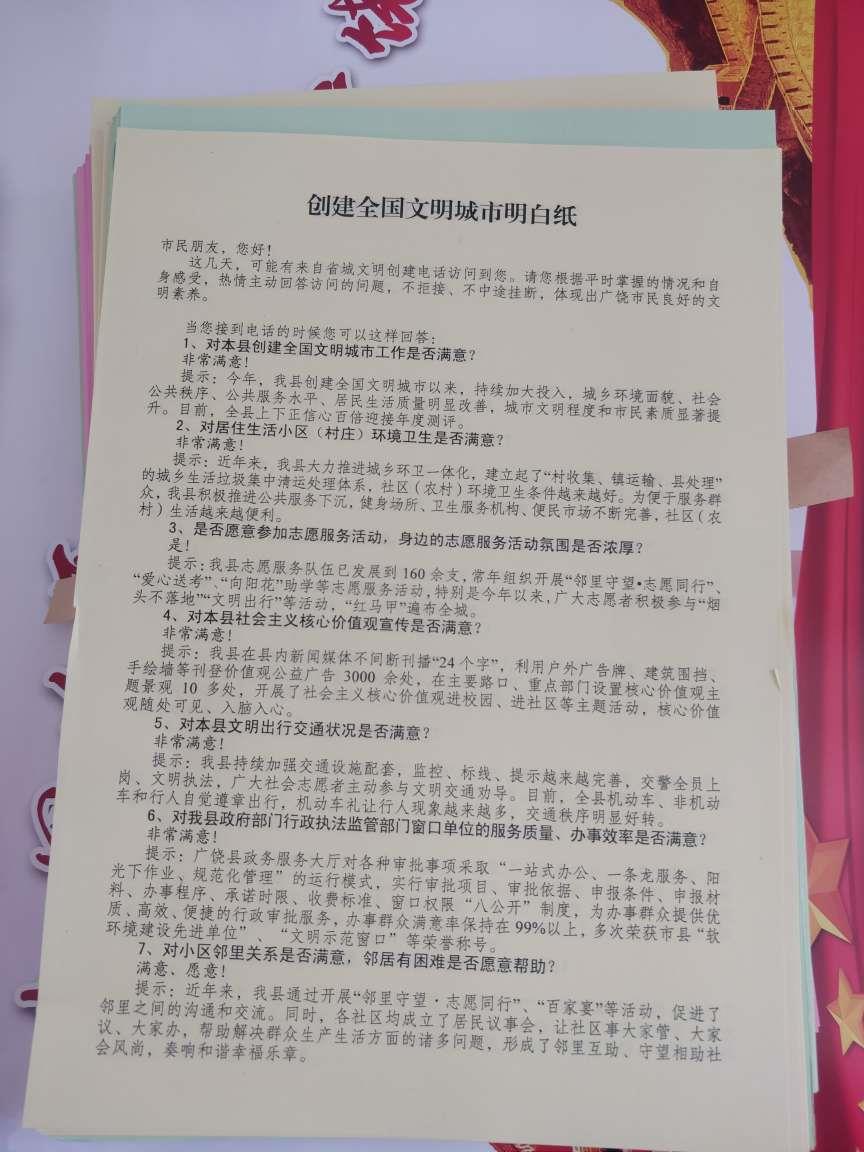 创建全国文明城市明白纸
市民朋友，您好！
这几天，可能有来自省城文明创建电话访问到您。请您根据平时掌握的情况和自
身感受，热情主动回答访问的问题，不拒接、不中途挂断，体现出广饶市民良好的文
明素养。
当您接到电话的时候您可以这样回答：
1、对本县创建全国文明城市工作是否满意？
非常满意！
提示：今年，我县创建全国文明城市以来，持续加大投入，城乡环境面貌、社会
公共秩序、公共服务水平、居民生活质量明显改善，城市文明程度和市民素质显著提
升。目前，全县上下正信心百倍迎接年度测评。
2、对居住生活小区（村庄）环境卫生是否满意？
非常满意！
提示：近年来，我县大力推进城乡环卫一体化，建立起了“村收集、镇运输、县处理”
的城乡生活垃圾集中清运处理体系，社区（农村）环境卫生条件越来越好。为便于服务群
众，我县积极推进公共服务下沉，健身场所、卫生服务机构、便民市场不断完善，社区（农
村）生活越来越便利。
3、是否愿意参加志愿服务活动，身边的志愿服务活动氛围是否浓厚？
是！
提示：我县志愿服务队伍已发展到 160 余支，常年组织开展“邻里守望•志愿同行”、
“爱心送考”、“向阳花”助学等志愿服务活动，特别是今年以来，广大志愿者积极参与“烟
头不落地”“文明出行”等活动，“红马甲”遍布全城。
4、对本县社会主义核心价值观宣传是否满意？
非常满意！
提示：我县在县内新闻媒体不间断刊播“24 个字”，利用户外广告牌、建筑围挡、
手绘墙等刊登价值观公益广告 3000 余处，在主要路口、重点部门设置核心价值观主
题景观 10 多处，开展了社会主义核心价值观进校园、进社区等主题活动，核心价值
观随处可见、入脑入心。
5、对本县文明出行交通状况是否满意？
非常满意！
提示：我县持续加强交通设施配套，监控、标线、提示越来越完善，交警全员上
岗、文明执法，广大社会志愿者主动参与文明交通劝导。目前，全县机动车、非机动
车和行人自觉遵章出行，机动车礼让行人现象越来越多，交通秩序明显好转。
6、对我县政府部门行政执法监管部门窗口单位的服务质量、办事效率是否满意？
非常满意！
提示：广饶县政务服务大厅对各种审批事项采取“一站式办公、一条龙服务、阳
光下作业、规范化管理”的运行模式，实行审批项目、审批依据、申报条件、申报材
料、办事程序、承诺时限、收费标准、窗口权限“八公开”制度，为办事群众提供优
质、高效、便捷的行政审批服务，办事群众满意率保持在 99%以上，多次荣获市县“软
环境建设先进单位”、“文明示范窗口”等荣誉称号。
7、对小区邻里关系是否满意，邻居有困难是否愿意帮助？
满意、愿意！
提示：近年来，我县通过开展“邻里守望·志愿同行”、“百家宴”等活动，促进了
邻里之间的沟通和交流。同时，各社区均成立了居民议事会，让社区事大家管、大家
议、大家办，帮助解决群众生产生活方面的诸多问题，形成了邻里互助、守望相助社
会风尚，奏响和谐幸福乐章。